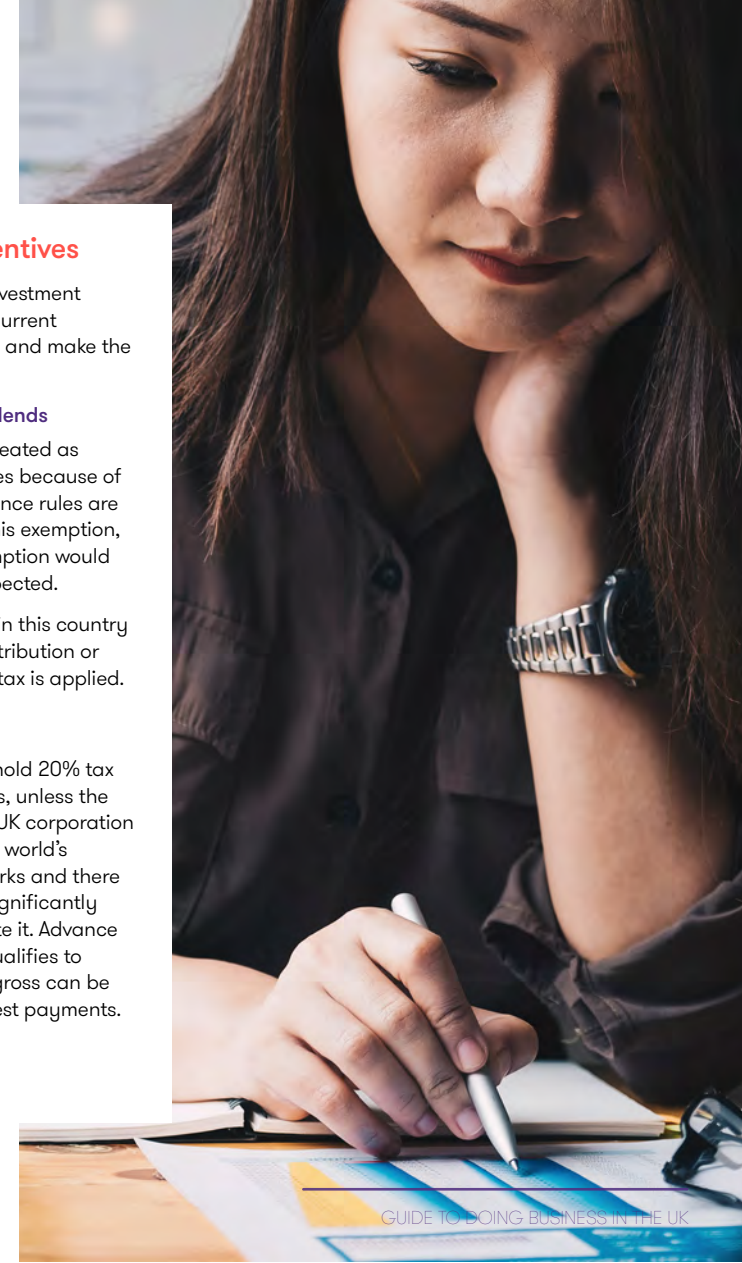 entives
vestment
urrent
and make the
lends
eated as
es because of
nce rules are
is exemption,
ption would
pected.
in this country
tribution or
tax is applied.
hold 20% tax
s, unless the
UK corporation
world's
rks and there
gnificantly
te it. Advance
ualifies to
gross can be
est payments.
GUIDE TO DOING BUSINESS IN THE UK